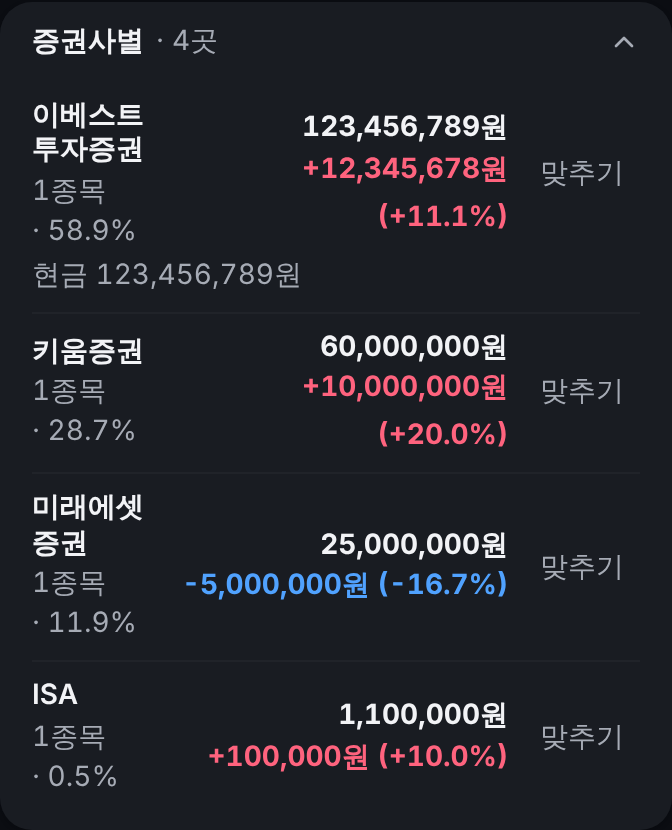 증권사별 · 4곳
이베스트
투자증권
1종목
· 58.9%
현금 123,456,789원
123,456,789원
+12,345,678원
(+11.1%)
맞추기
키움증권
1종목
· 28.7%
60,000,000원
+10,000,000원
(+20.0%)
맞추기
미래에셋
증권
1종목
· 11.9%
25,000,000원
-5,000,000원 (-16.7%)
맞추기
ISA
1종목
· 0.5%
1,100,000원
+100,000원 (+10.0%)
맞추기